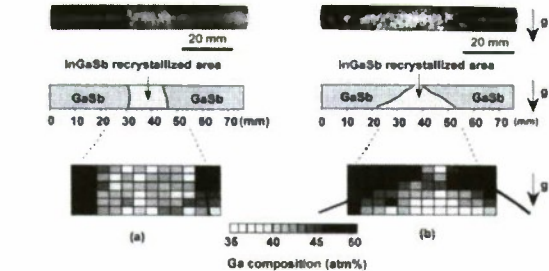 g
20 mm
20 mm
InGaSb recrystallized area
InGaSb recrystallized area
GaSb GaSb
GaSb GaSb
g
0 10 20 30 40 50 60 70 (mm)
0 10 20 30 40 50 60 70 (mm)
g
(a)
(b)
35 40 45 50
Ga composition (atm%)